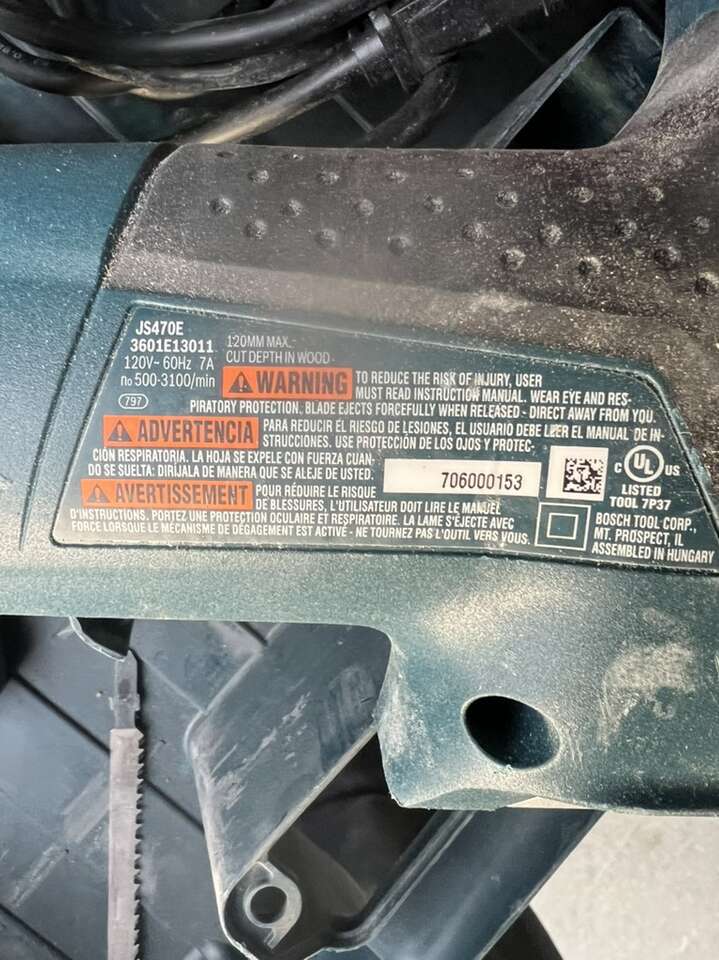 JS470E
3601E13011
120V~ 60Hz 7A
no 500-3100/min
797
120MM MAX.
CUT DEPTH IN WOOD
WARNING TO REDUCE THE RISK OF INJURY, USER
MUST READ INSTRUCTION MANUAL. WEAR EYE AND RES-
PIRATORY PROTECTION. BLADE EJECTS FORCEFULLY WHEN RELEASED - DIRECT AWAY FROM YOU.
ADVERTENCIA PARA REDUCIR EL RIESGO DE LESIONES, EL USUARIO DEBE LEER EL MANUAL DE IN-
STRUCCIONES. USE PROTECCIÓN DE LOS OJOS Y PROTEC-
CIÓN RESPIRATORIA. LA HOJA SE EXPELE CON FUERZA CUAN-
DO SE SUELTA: DIRÍJALA DE MANERA QUE SE ALEJE DE USTED.
AVERTISSEMENT POUR RÉDUIRE LE RISQUE
DE BLESSURES, L'UTILISATEUR DOIT LIRE LE MANUEL
D'INSTRUCTIONS. PORTEZ UNE PROTECTION OCULAIRE ET RESPIRATOIRE. LA LAME S'ÉJECTE AVEC
FORCE LORSQUE LE MÉCANISME DE DÉGAGEMENT EST ACTIVÉ - NE TOURNEZ PAS L'OUTIL VERS VOUS.
706000153
C UL US
LISTED
TOOL 7P37
BOSCH TOOL CORP.,
MT. PROSPECT, IL
ASSEMBLED IN HUNGARY